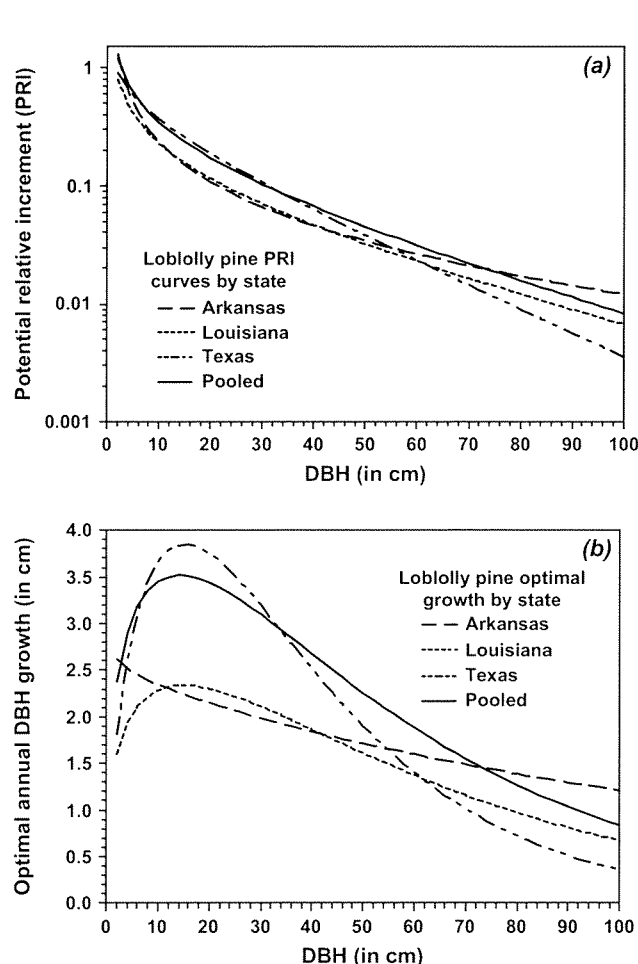 (a)
Potential relative increment (PRI)
1
0.1
0.01
0.001
Loblolly pine PRI
curves by state
Arkansas
Louisiana
Texas
Pooled
0 10 20 30 40 50 60 70 80 90 100
DBH (in cm)
(b)
Optimal annual DBH growth (in cm)
4.0
3.5
3.0
2.5
2.0
1.5
1.0
0.5
0.0
Loblolly pine optimal
growth by state
Arkansas
Louisiana
Texas
Pooled
0 10 20 30 40 50 60 70 80 90 100
DBH (in cm)